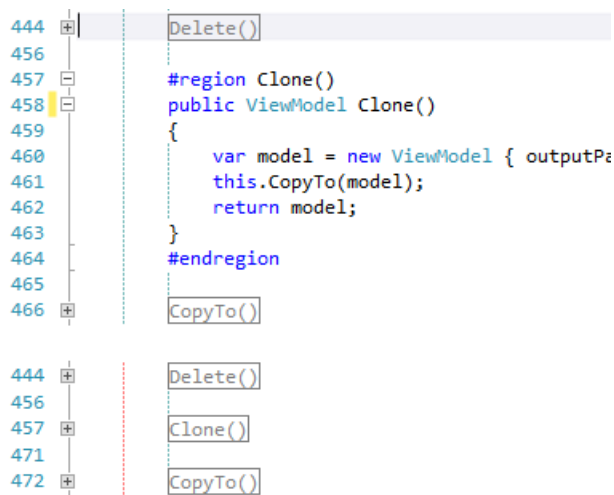 444 Delete()
456
457 #region Clone()
458 public ViewModel Clone()
459 {
460 var model = new ViewModel { outputPa
461 this.CopyTo(model);
462 return model;
463 }
464 #endregion
465
466 CopyTo()
444 Delete()
456
457 Clone()
471
472 CopyTo()